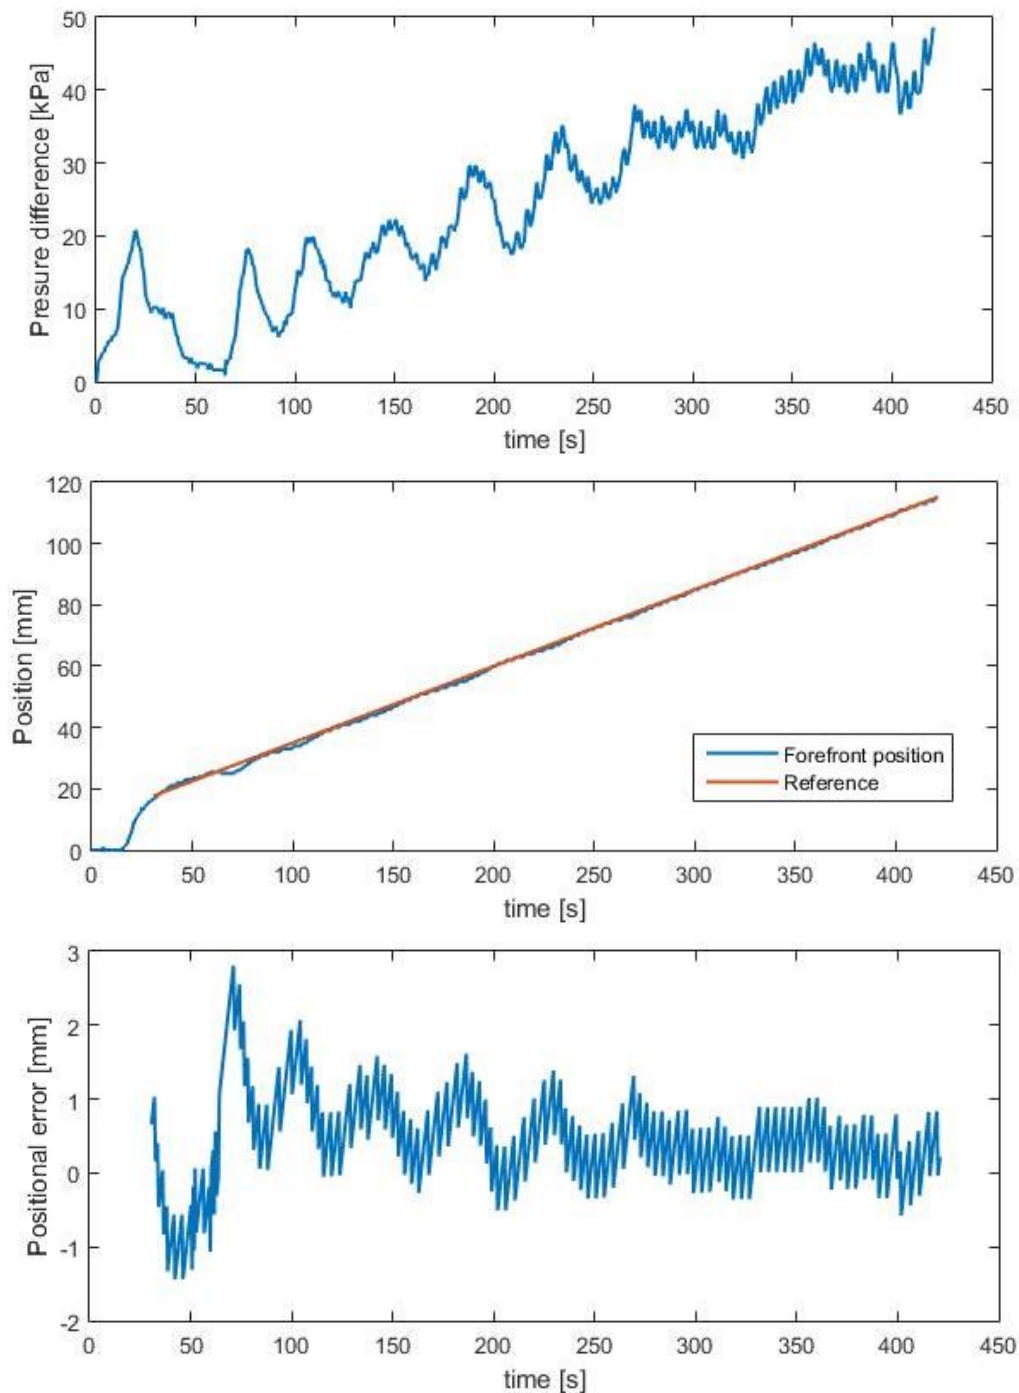 50
40
30
20
10
0
Presure difference [kPa]
0 50 100 150 200 250 300 350 400 450
time [s]
120
100
80
60
40
20
0
Position [mm]
Forefront position
Reference
0 50 100 150 200 250 300 350 400 450
time [s]
3
2
1
0
-1
-2
Positional error [mm]
0 50 100 150 200 250 300 350 400 450
time [s]